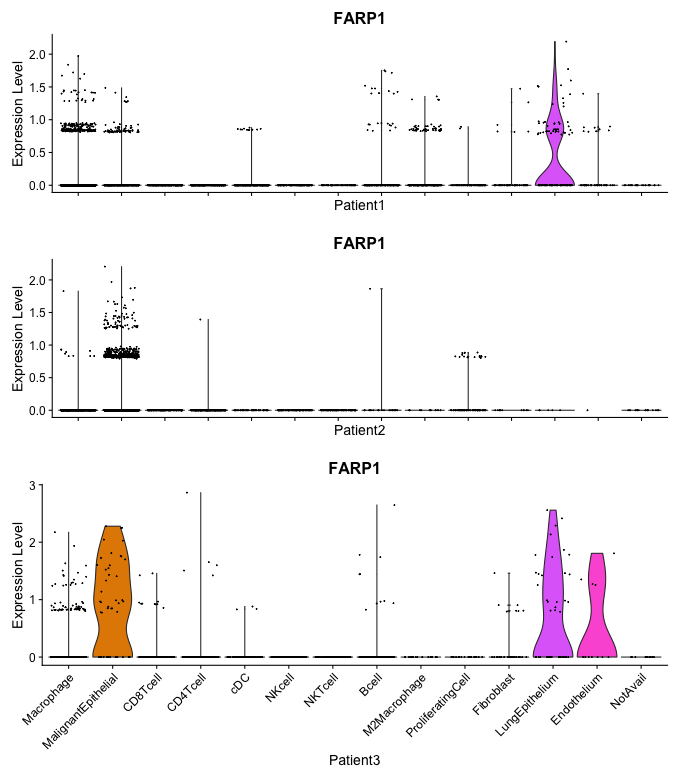 FARP1
Expression Level
2.0
1.5
1.0
0.5
0.0
Patient1
FARP1
Expression Level
2.0
1.5
1.0
0.5
0.0
Patient2
FARP1
Expression Level
3
2
1
0
Macrophage
MalignantEpithelial
CD8Tcell
CD4Tcell
cDC
NKcell
NKTcell
Bcell
M2Macrophage
ProliferatingCell
Fibroblast
LungEpithelium
Endothelium
NotAvail
Patient3